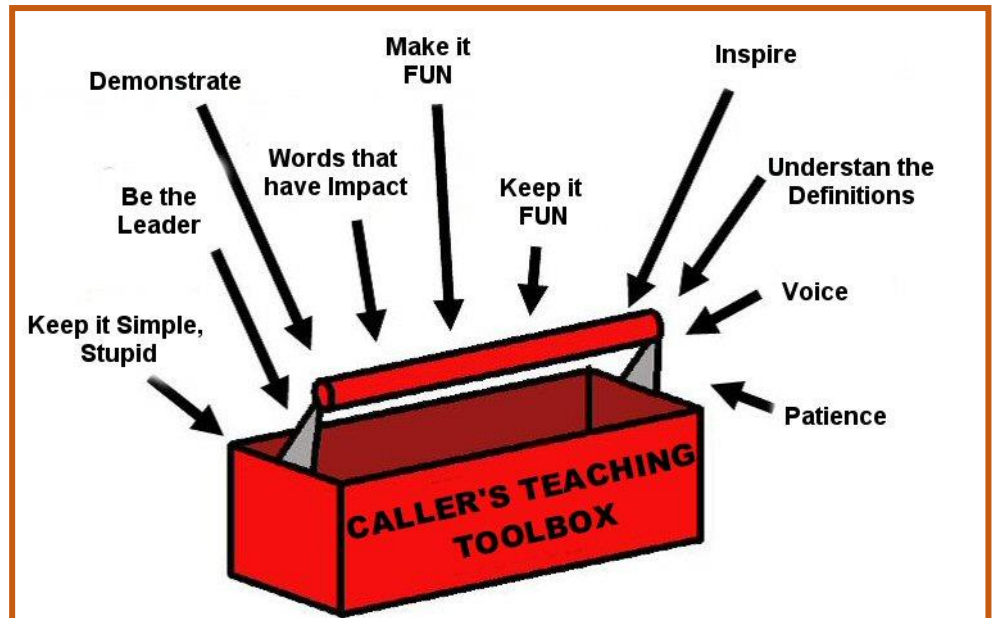 Make it
FUN
Inspire
Demonstrate
Words that
have Impact
Understan the
Definitions
Keep it
FUN
Be the
Leader
Voice
Keep it Simple,
Stupid
Patience
CALLER'S TEACHING
TOOLBOX